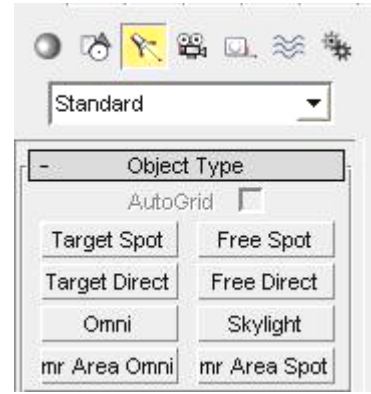 Standard
- Object Type
AutoGrid
Target Spot Free Spot
Target Direct Free Direct
Omni Skylight
mr Area Omni mr Area Spot